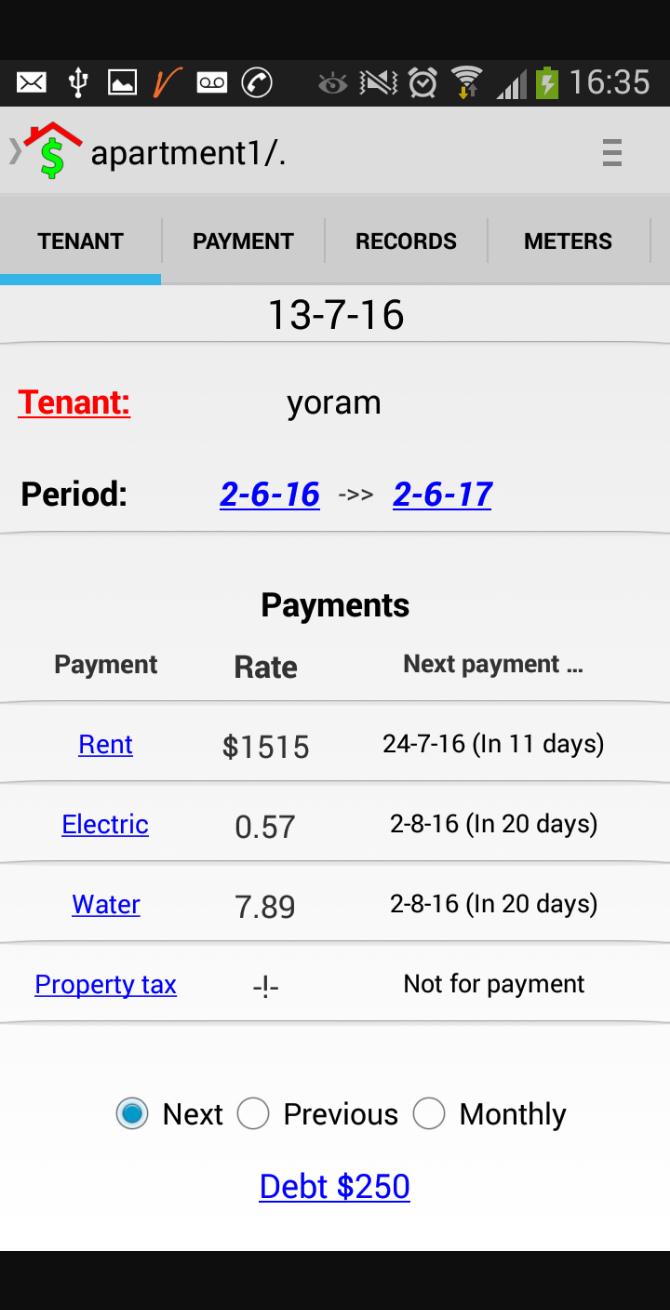 16:35
apartment1/.
TENANT PAYMENT RECORDS METERS
13-7-16
Tenant: yoram
Period: 2-6-16 ->> 2-6-17
Payments
Payment Rate Next payment ...
Rent $1515 24-7-16 (In 11 days)
Electric 0.57 2-8-16 (In 20 days)
Water 7.89 2-8-16 (In 20 days)
Property tax -!- Not for payment
Next Previous Monthly
Debt $250